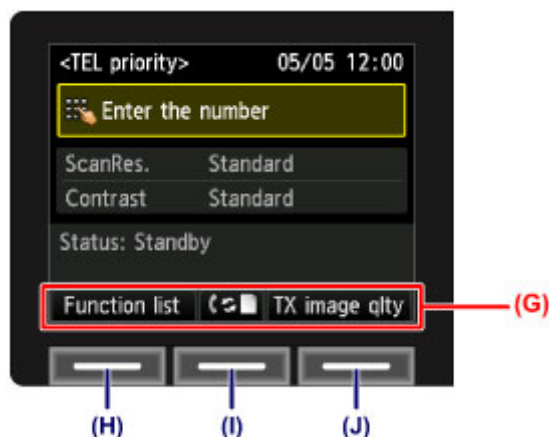 <TEL priority> 05/05 12:00
Enter the number
ScanRes. Standard
Contrast Standard
Status: Standby
Function list TX image qlty
(G)
(H) (I) (J)